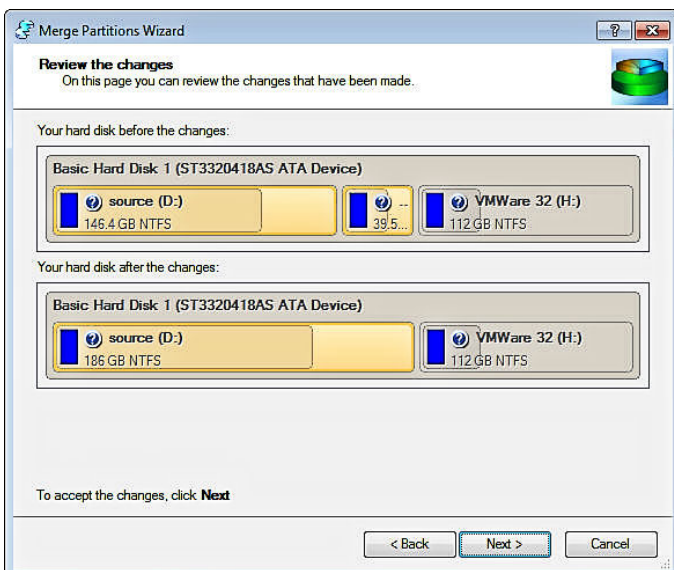 Merge Partitions Wizard
Review the changes
On this page you can review the changes that have been made.
Your hard disk before the changes:
Basic Hard Disk 1 (ST3320418AS ATA Device)
source (D:)
146.4 GB NTFS
...
39.5...
VMWare 32 (H:)
112 GB NTFS
Your hard disk after the changes:
Basic Hard Disk 1 (ST3320418AS ATA Device)
source (D:)
186 GB NTFS
VMWare 32 (H:)
112 GB NTFS
To accept the changes, click Next
< Back Next > Cancel